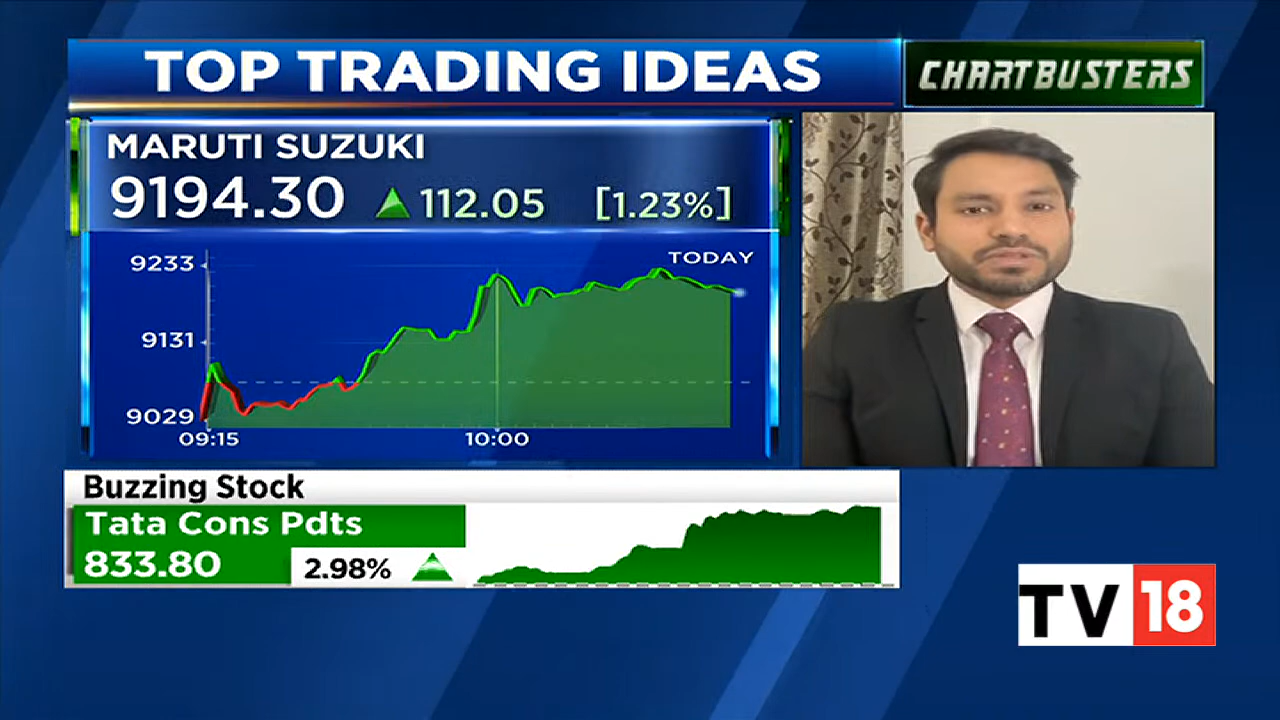 TOP TRADING IDEAS
CHARTBUSTERS
MARUTI SUZUKI
9194.30 ▲ 112.05 [1.23%]
TODAY
9233
9131
9029
09:15 10:00
Buzzing Stock
Tata Cons Pdts
833.80 2.98% ▲
TV18